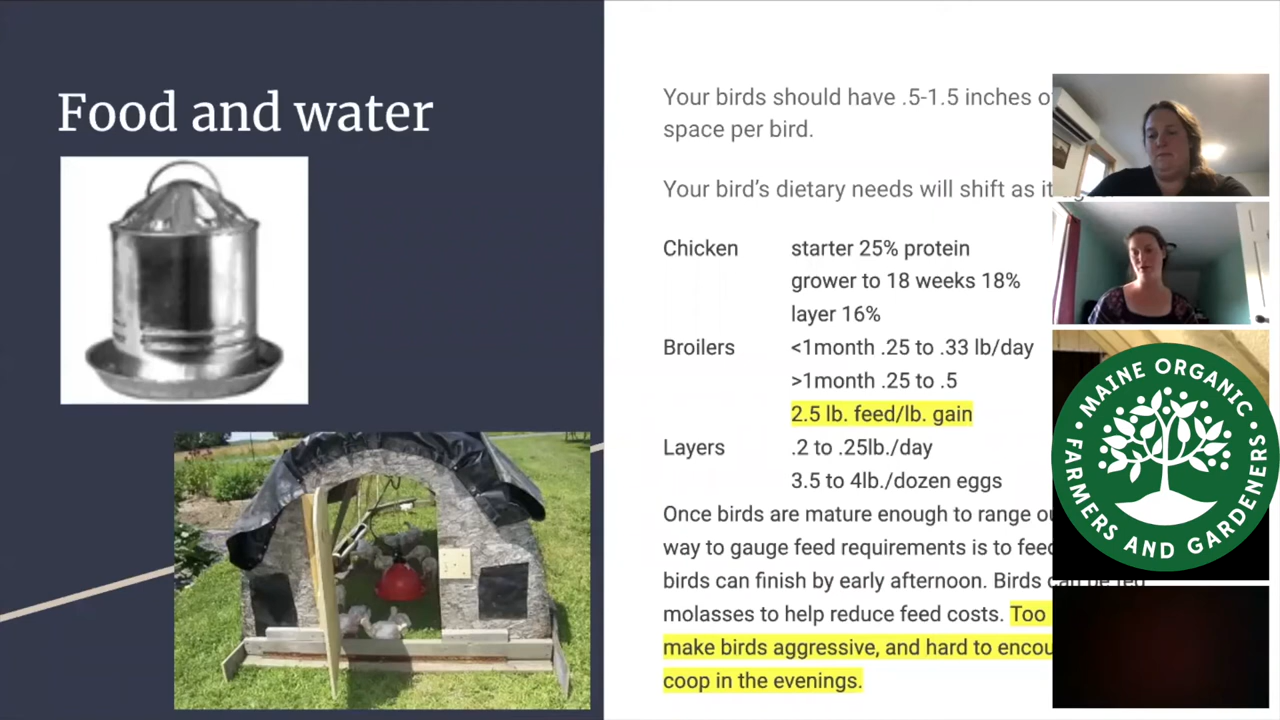 Food and water
Your birds should have .5-1.5 inches
space per bird.
Your bird's dietary needs will shift as it
Chicken starter 25% protein
grower to 18 weeks 18%
layer 16%
Broilers <1month .25 to .33 lb/day
>1month .25 to .5
2.5 lb. feed/lb. gain
Layers .2 to .25lb./day
3.5 to 4lb./dozen eggs
Once birds are mature enough to range
way to gauge feed requirements is to
birds can finish by early afternoon. Birds can be fed
molasses to help reduce feed costs. Too
make birds aggressive, and hard to
coop in the evenings.
MAINE ORGANIC
FARMERS AND GARDENERS